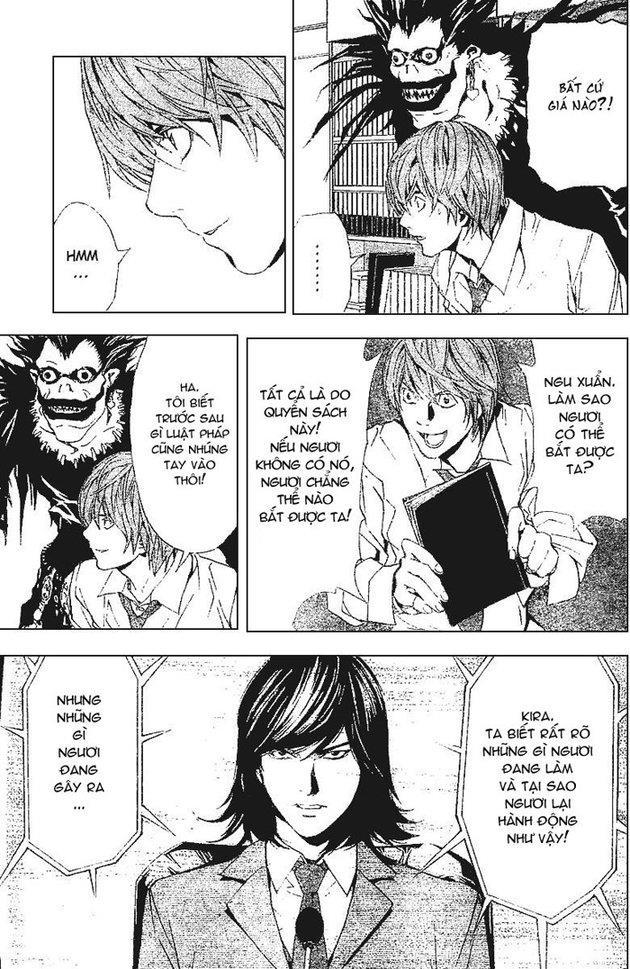 BẤT CỨ
GIÁ NÀO?!
......
HMM
...
NGU XUẨN.
LÀM SAO
NGƯƠI
CÓ THỂ
BẮT ĐƯỢC
TA?
TẤT CẢ LÀ DO
QUYỂN SÁCH
NÀY!
NẾU NGƯƠI
KHÔNG CÓ NÓ,
NGƯƠI CHẲNG
THỂ NÀO
BẮT ĐƯỢC TA!
HA,
TÔI BIẾT
TRƯỚC SAU
GÌ LUẬT PHÁP
CŨNG NHÚNG
TAY VÀO
THÔI!
KIRA,
TA BIẾT RẤT RÕ
NHỮNG GÌ NGƯƠI
ĐANG LÀM
VÀ TẠI SAO
NGƯƠI LẠI
HÀNH ĐỘNG
NHƯ VẬY!
NHƯNG
NHỮNG
GÌ
NGƯƠI
ĐANG
GÂY RA
...